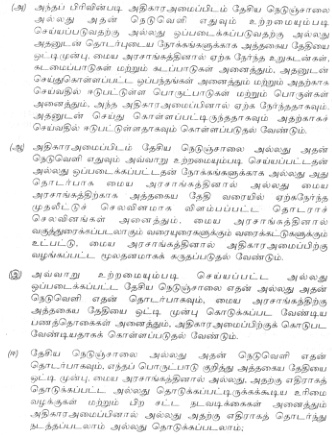 (அ) அந்தப் பிரிவின்படி அதிகாரஅமைப்பிடம் தேசிய நெடுஞ்சாலை
அல்லது அதன் நெடுவெளி எதுவும் உற்றமையும்படி
செய்யப்படுவதற்கு அல்லது ஒப்படைக்கப்படுவதற்கு அல்லது
அதனுடன் தொடர்புடைய நோக்கங்களுக்காக அத்தகைய தேதியை
ஒட்டி முன்பு, மைய அரசாங்கத்தினால் ஏற்க நேர்ந்த உறுகடன்கள்,
கடமைப்பாடுகள் மற்றும் கடப்பாடுகள் அனைத்தும், அதனுடன்
செய்துகொள்ளப்பட்ட ஒப்பந்தங்கள் அனைத்தும் மற்றும் அதற்காக
செய்வதில் ஈடுபட்டுள்ள பொருட்பாடுகள் மற்றும் பொருள்கள்
அனைத்தும், அந்த அதிகாரஅமைப்பினால் ஏற்க நேர்ந்ததாகவும்,
அதனுடன் செய்து கொள்ளப்பட்டிருந்ததாகவும் அதற்காகச்
செய்வதில் ஈடுபட்டுள்ளதாகவும் கொள்ளப்படுதல் வேண்டும்.
(ஆ) அதிகாரஅமைப்பிடம் தேசிய நெடுஞ்சாலை அல்லது அதன்
நெடுவெளி எதுவும் அவ்வாறு உற்றமையும்படி செய்யப்பட்டதன்
அல்லது ஒப்படைக்கப்பட்டதன் நோக்கங்களுக்காக அல்லது அது
தொடர்பாக மைய அரசாங்கத்தினால் அல்லது மைய
அரசாங்கத்திற்காக அத்தகைய தேதி வரையில் ஏற்கநேர்ந்த
முதலீட்டுச் செலவினமாக விளம்பப்பட்ட தொடராச்
செலவினங்கள் அனைத்தும், மைய அரசாங்கத்தினால்
வகுத்துரைக்கப்படலாகும் வரையுரைகளுக்கும் வரைக்கட்டுகளுக்கும்
உட்பட்டு, மைய அரசாங்கத்தினால் அதிகாரஅமைப்பிற்கு
வழங்கப்பட்ட மூலதனமாகக் கருதப்படுதல் வேண்டும்.
(இ) அவ்வாறு உற்றமையும்படி செய்யப்பட்ட அல்லது
ஒப்படைக்கப்பட்ட தேசிய நெடுஞ்சாலை எதன் அல்லது அதன்
நெடுவெளி எதன் தொடர்பாகவும், மைய அரசாங்கத்திற்கு
அத்தகைய தேதியை ஒட்டி முன்பு கொடுக்கப்பட வேண்டிய
பணத்தொகைகள் அனைத்தும், அதிகாரஅமைப்பிற்குக் கொடுபட
வேண்டியதாகக் கொள்ளப்படுதல் வேண்டும்.
(ஈ) தேசிய நெடுஞ்சாலை அல்லது அதன் நெடுவெளி எதன்
தொடர்பாகவும், எந்தப் பொருட்பாடு குறித்து அத்தகைய தேதியை
ஒட்டி முன்பு, மைய அரசாங்கத்தினால் அல்லது, அதற்கு எதிராகத்
தொடுக்கப்பட்ட அல்லது தொடுக்கப்பட்டிருக்கக்கூடிய உரிமை
வழக்குகள் மற்றும் பிற சட்ட நடவடிக்கைகள் அனைத்தும்
அதிகாரஅமைப்பினால் அல்லது அதற்கு எதிராகத் தொடர்ந்து
நடத்தப்படலாம் அல்லது தொடுக்கப்படலாம்;